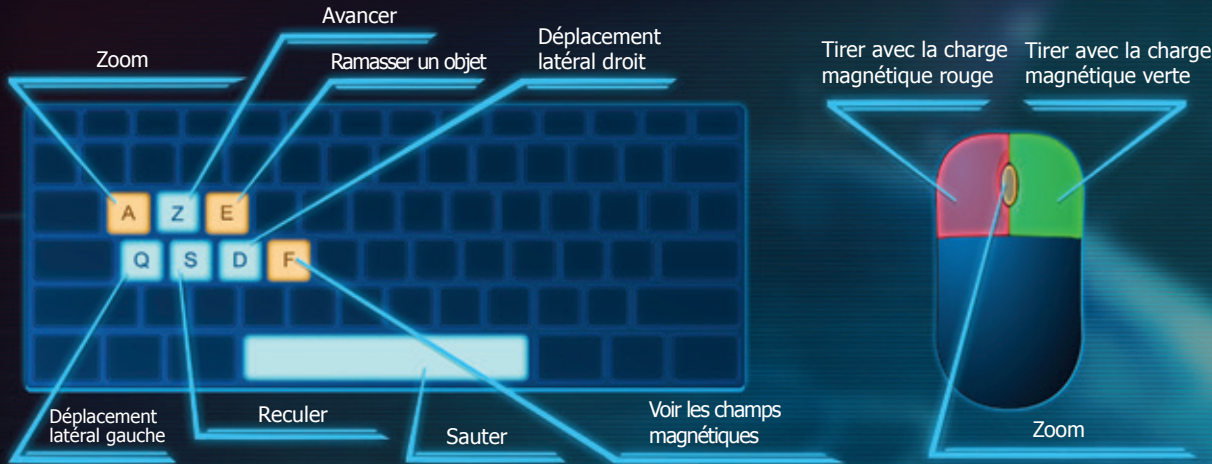 Avancer
Zoom
Ramasser un objet
Déplacement
latéral droit
Tirer avec la charge
magnétique rouge
Tirer avec la charge
magnétique verte
A Z E
Q S D F
Déplacement
latéral gauche
Reculer
Sauter
Voir les champs
magnétiques
Zoom